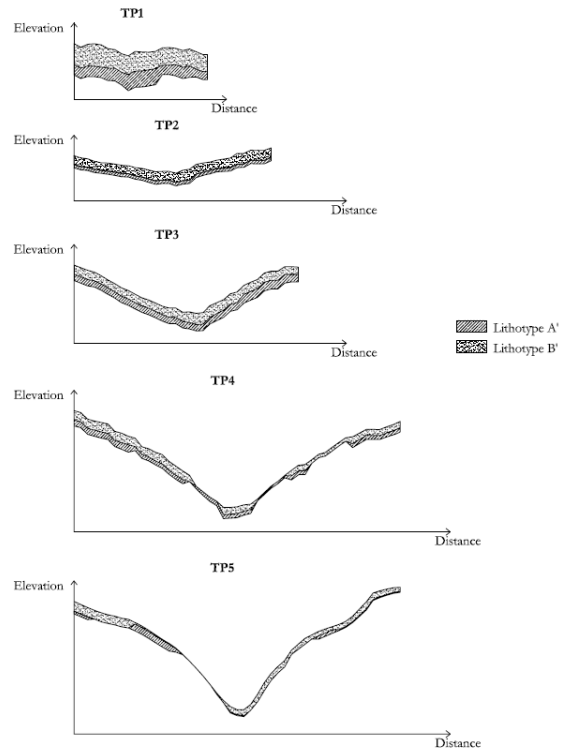 TP1
Elevation
Distance
TP2
Elevation
Distance
TP3
Elevation
Distance
Lithotype A'
Lithotype B'
TP4
Elevation
Distance
TP5
Elevation
Distance